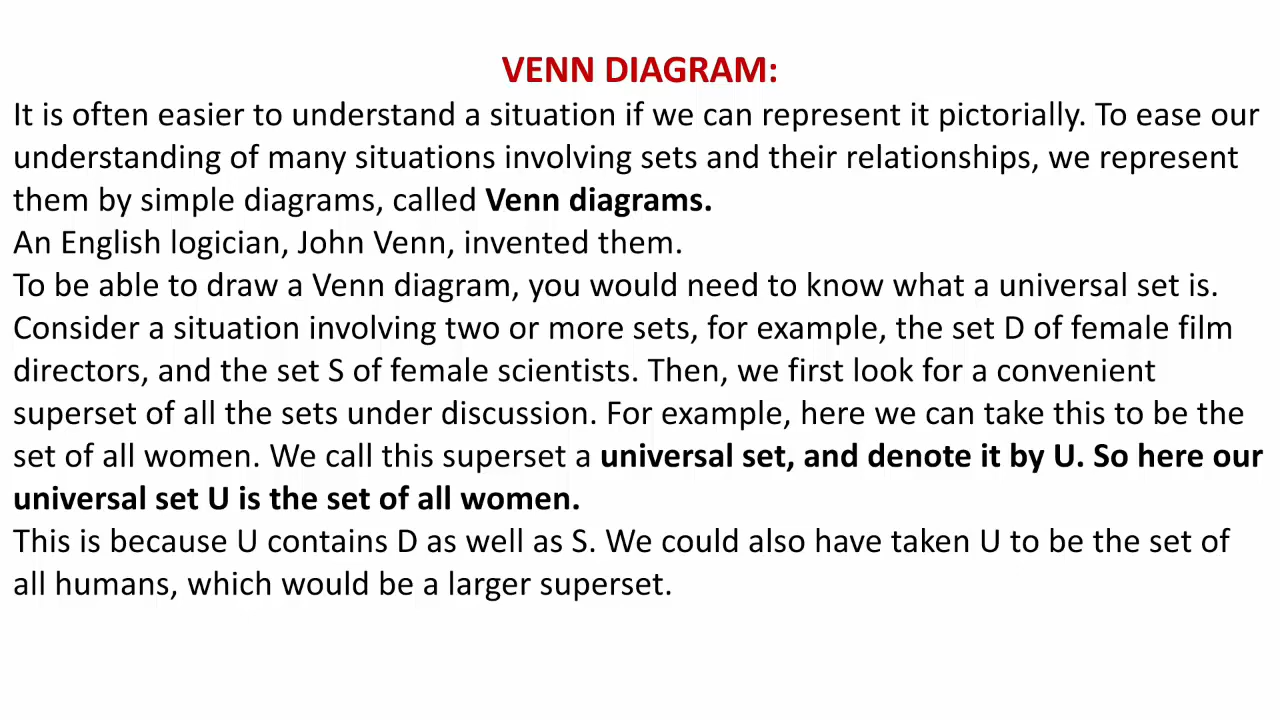 VENN DIAGRAM:
It is often easier to understand a situation if we can represent it pictorially. To ease our
understanding of many situations involving sets and their relationships, we represent
them by simple diagrams, called Venn diagrams.
An English logician, John Venn, invented them.
To be able to draw a Venn diagram, you would need to know what a universal set is.
Consider a situation involving two or more sets, for example, the set D of female film
directors, and the set S of female scientists. Then, we first look for a convenient
superset of all the sets under discussion. For example, here we can take this to be the
set of all women. We call this superset a universal set, and denote it by U. So here our
universal set U is the set of all women.
This is because U contains D as well as S. We could also have taken U to be the set of
all humans, which would be a larger superset.